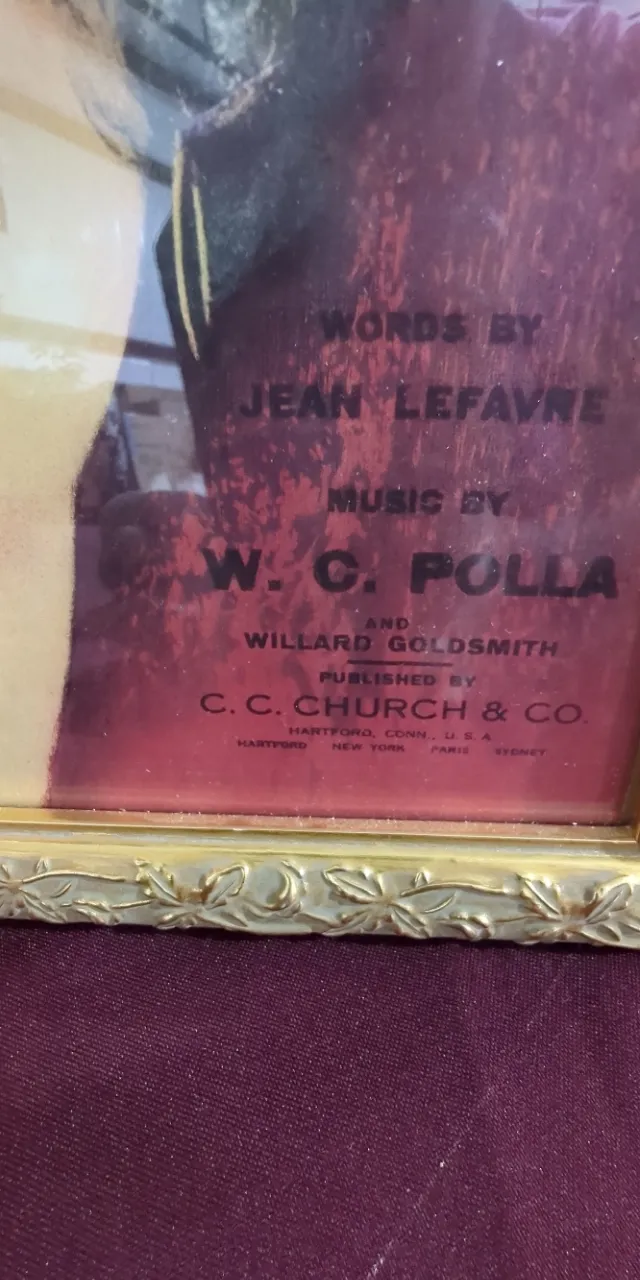 WORDS BY
JEAN LEFAVRE
MUSIC BY
W. C. POLLA
AND
WILLARD GOLDSMITH
PUBLISHED BY
C. C. CHURCH & CO.
HARTFORD, CONN., U. S. A
HARTFORD NEW YORK PARIS SYDNEY